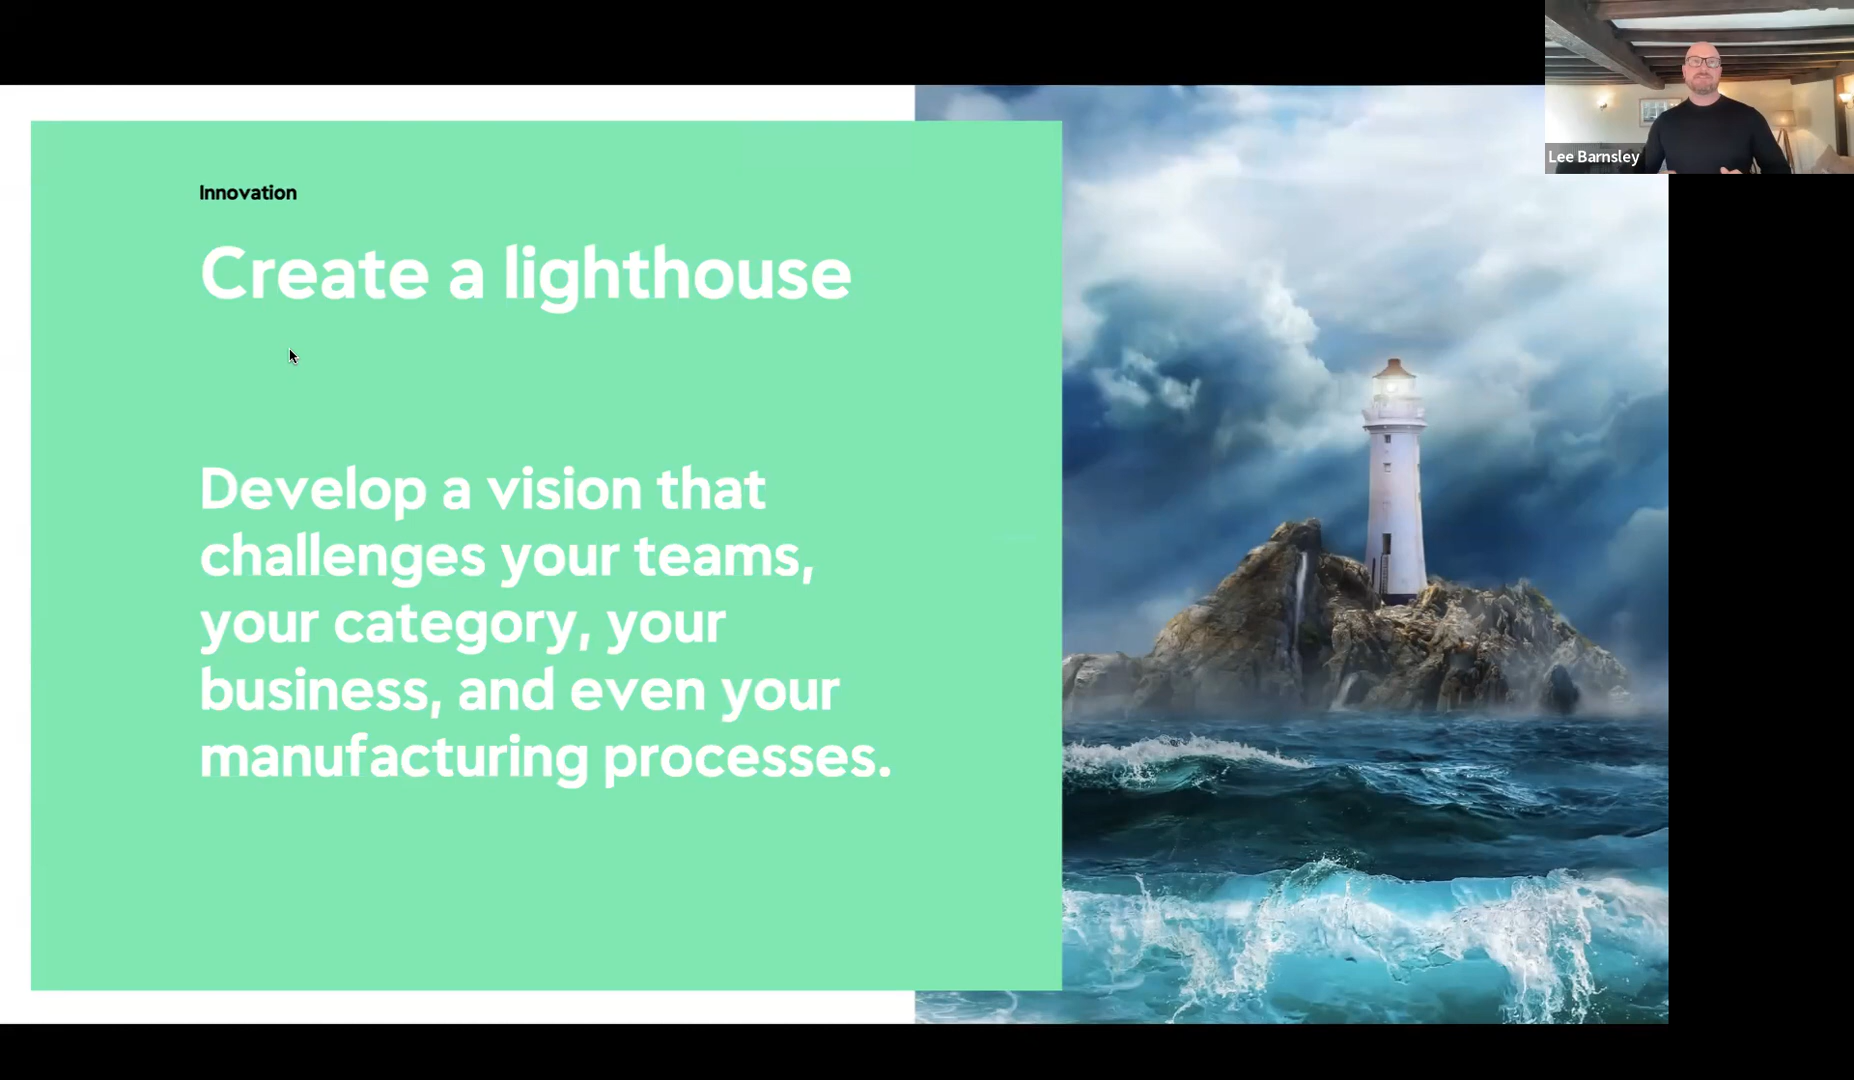 Innovation
Create a lighthouse
Develop a vision that
challenges your teams,
your category, your
business, and even your
manufacturing processes.
Lee Barnsley